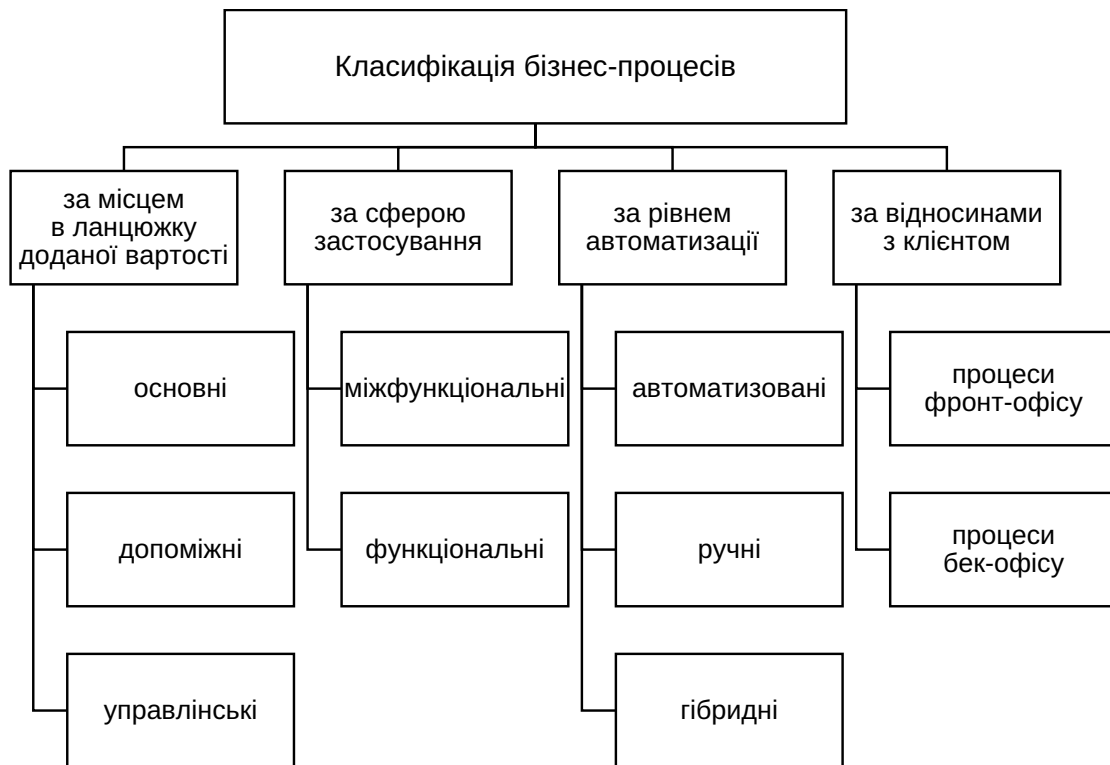 Класифікація бізнес-процесів
за місцем
в ланцюжку
доданої вартості
за сферою
застосування
за рівнем
автоматизації
за відносинами
з клієнтом
основні
міжфункціональні
автоматизовані
процеси
фронт-офісу
допоміжні
функціональні
ручні
процеси
бек-офісу
управлінські
гібридні